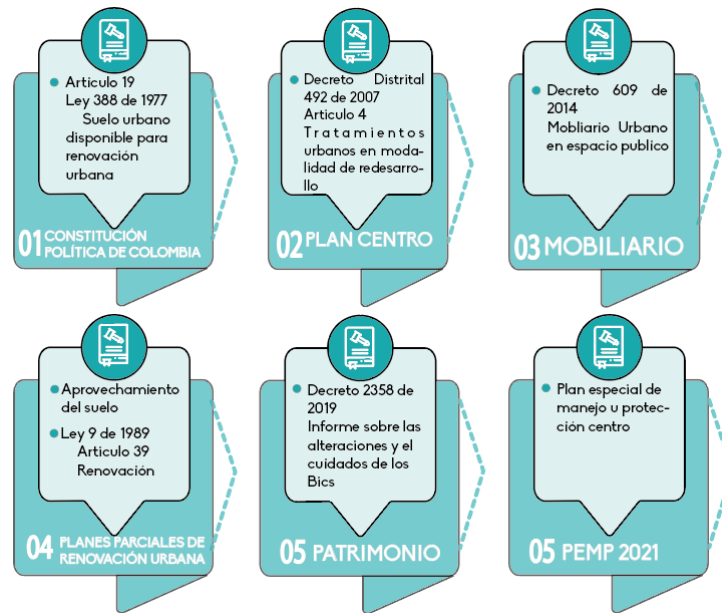 Articulo 19
Ley 388 de 1977
Suelo urbano
disponible para
renovación
urbana
01 CONSTITUCIÓN
POLÍTICA DE COLOMBIA
Decreto Distrital
492 de 2007
Articulo 4
Tratamientos
urbanos en moda-
lidad de redesarro-
llo
02 PLAN CENTRO
Decreto 609 de
2014
Mobliario Urbano
en espacio publico
03 MOBILIARIO
Aprovechamiento
del suelo
Ley 9 de 1989
Articulo 39
Renovación
04 PLANES PARCIALES DE
RENOVACIÓN URBANA
Decreto 2358 de
2019
Informe sobre las
alteraciones y el
cuidados de los
Bics
05 PATRIMONIO
Plan especial de
manejo u protec-
ción centro
05 PEMP 2021